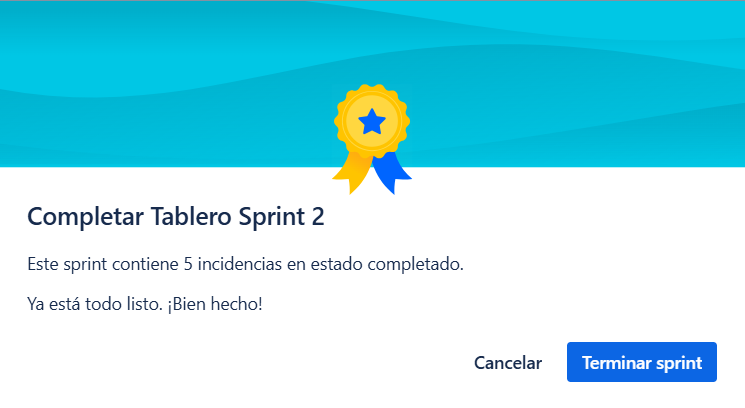 Completar Tablero Sprint 2
Este sprint contiene 5 incidencias en estado completado.
Ya está todo listo. ¡Bien hecho!
Cancelar
Terminar sprint